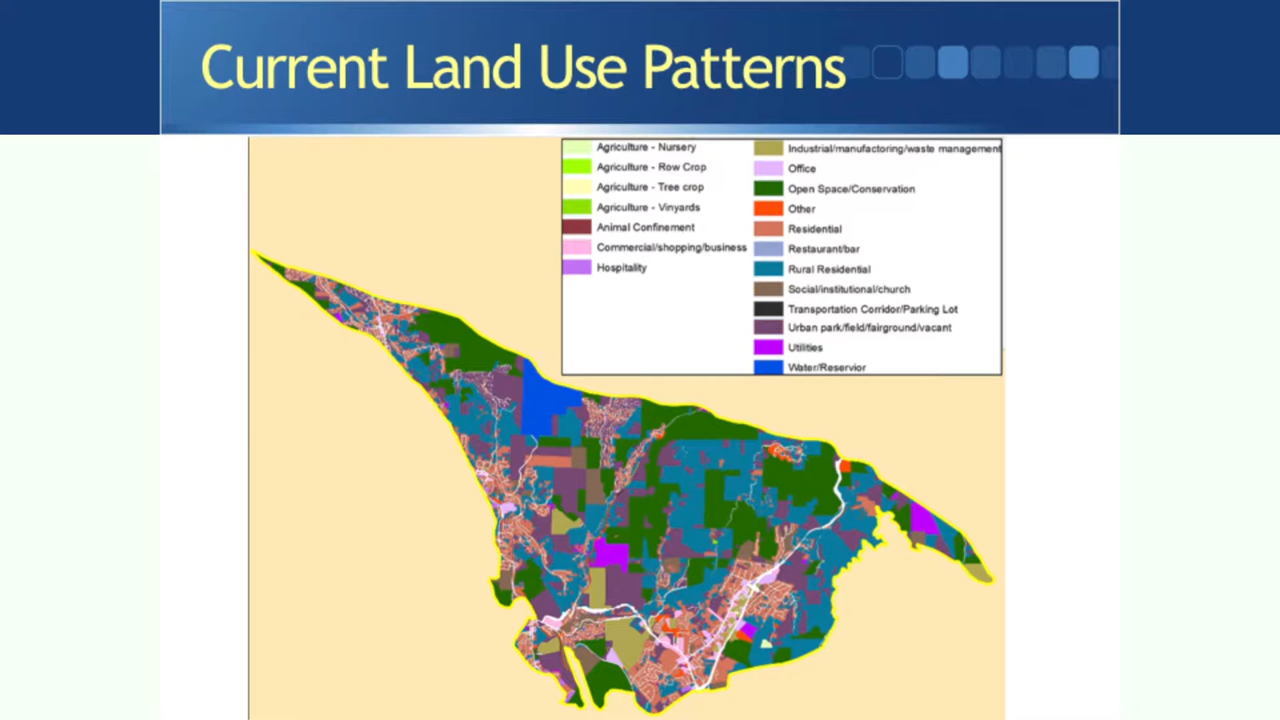 Current Land Use Patterns
Agriculture - Nursery
Agriculture - Row Crop
Agriculture - Tree crop
Agriculture - Vinyards
Animal Confinement
Commercial/shopping/business
Hospitality
Industrial/manufactoring/waste management
Office
Open Space/Conservation
Other
Residential
Restaurant/bar
Rural Residential
Social/institutional/church
Transportation Corridor/Parking Lot
Urban park/field/fairground/vacant
Utilities
Water/Reservior